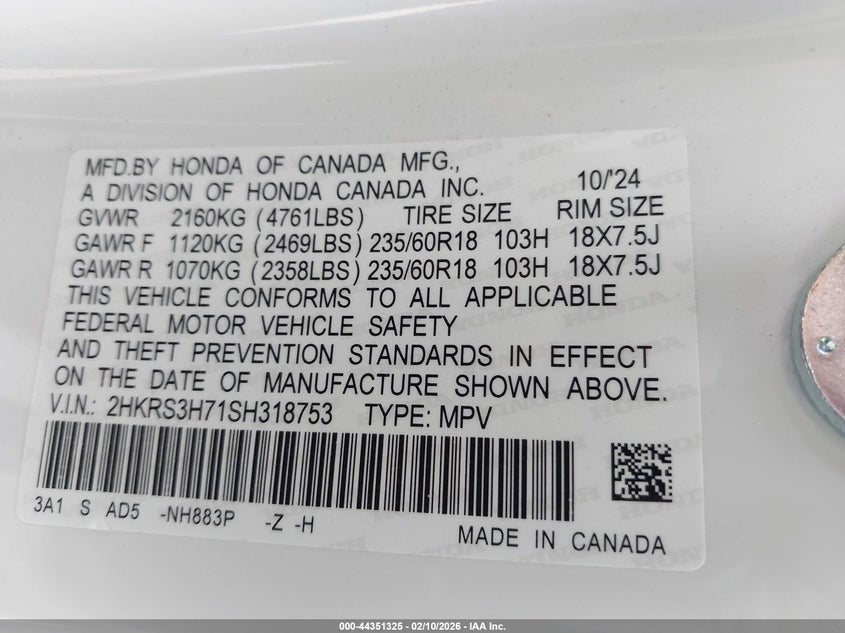 MFD.BY HONDA OF CANADA MFG.,
A DIVISION OF HONDA CANADA INC. 10/'24
GVWR 2160KG (4761LBS) TIRE SIZE RIM SIZE
GAWR F 1120KG (2469LBS) 235/60R18 103H 18X7.5J
GAWR R 1070KG (2358LBS) 235/60R18 103H 18X7.5J
THIS VEHICLE CONFORMS TO ALL APPLICABLE
FEDERAL MOTOR VEHICLE SAFETY
AND THEFT PREVENTION STANDARDS IN EFFECT
ON THE DATE OF MANUFACTURE SHOWN ABOVE.
V.I.N.: 2HKRS3H71SH318753 TYPE: MPV
3A1 S AD5 -NH883P -Z -H
MADE IN CANADA
000-44351325 - 02/10/2026 - IAA Inc.